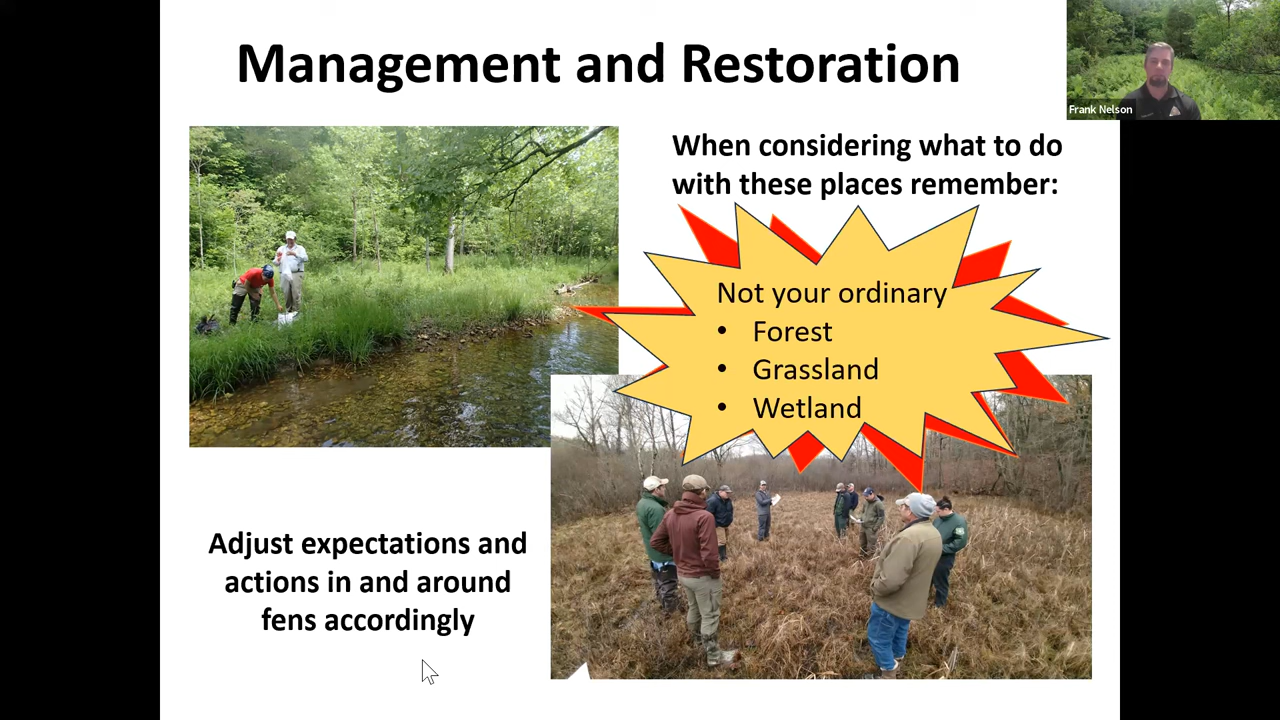 Management and Restoration
Frank Nelson
When considering what to do
with these places remember:
Not your ordinary
• Forest
• Grassland
• Wetland
Adjust expectations and
actions in and around
fens accordingly